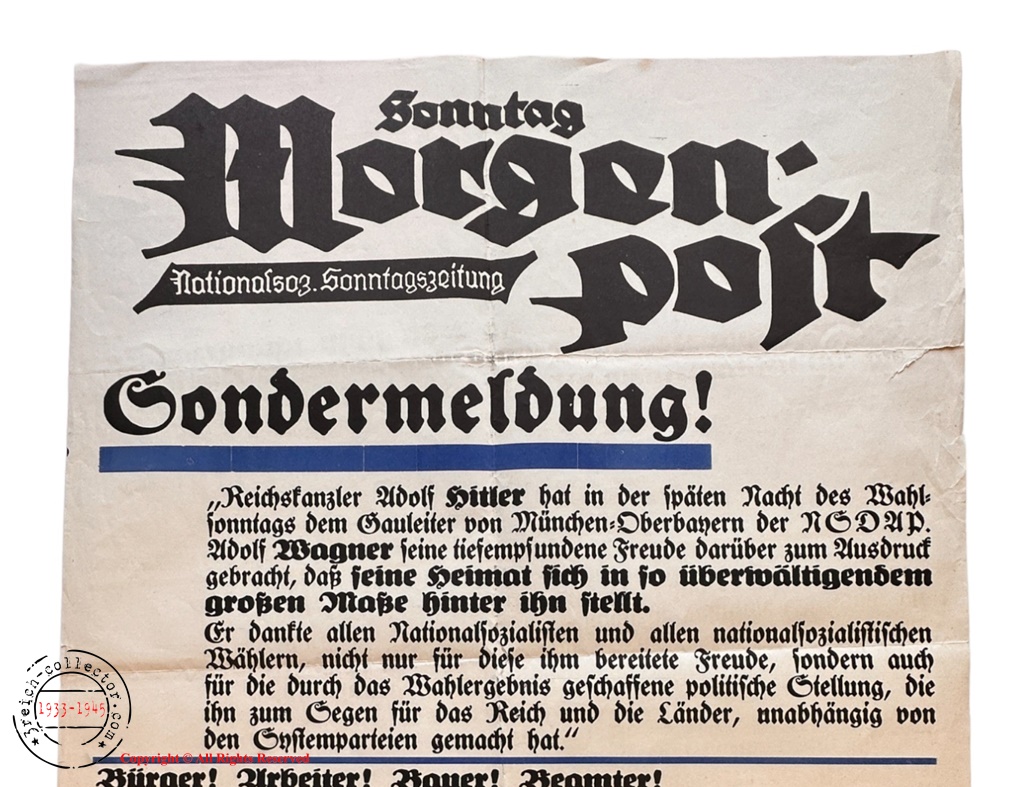 Sonntag
Morgen-
post
Nationalsoz. Sonntagszeitung
Sondermeldung!
„Reichskanzler Adolf Hitler hat in der späten Nacht des Wahl-
sonntags dem Gauleiter von München-Oberbayern der NSDAP.
Adolf Wagner seine tiefempfundene Freude darüber zum Ausdruck
gebracht, daß seine Heimat sich in so überwältigendem
großen Maße hinter ihn stellt.
Er dankte allen Nationalsozialisten und allen nationalsozialistischen
Wählern, nicht nur für diese ihm bereitete Freude, sondern auch
für die durch das Wahlergebnis geschaffene politische Stellung, die
ihn zum Segen für das Reich und die Länder, unabhängig von
den Systemparteien gemacht hat.“
Bürger! Arbeiter! Bauer! Beamter!
3reich-collector.com
1933-1945
Copyright © All Rights Reserved